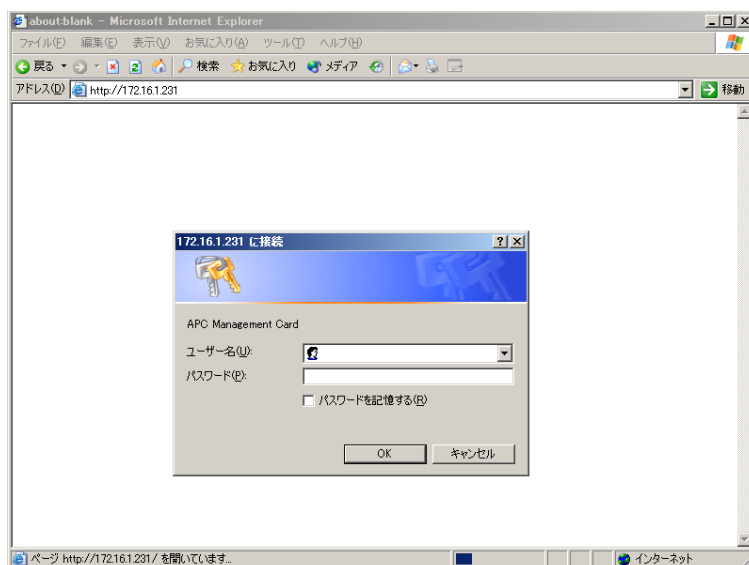 about:blank - Microsoft Internet Explorer
ファイル(F) 編集(E) 表示(V) お気に入り(A) ツール(T) ヘルプ(H)
戻る 検索 お気に入り メディア
アドレス(D) http://172.16.1.231 移動
172.16.1.231 に接続
APC Management Card
ユーザー名(U):
パスワード(P):
パスワードを記憶する(R)
OK キャンセル
ページ http://172.16.1.231/ を開いています... インターネット